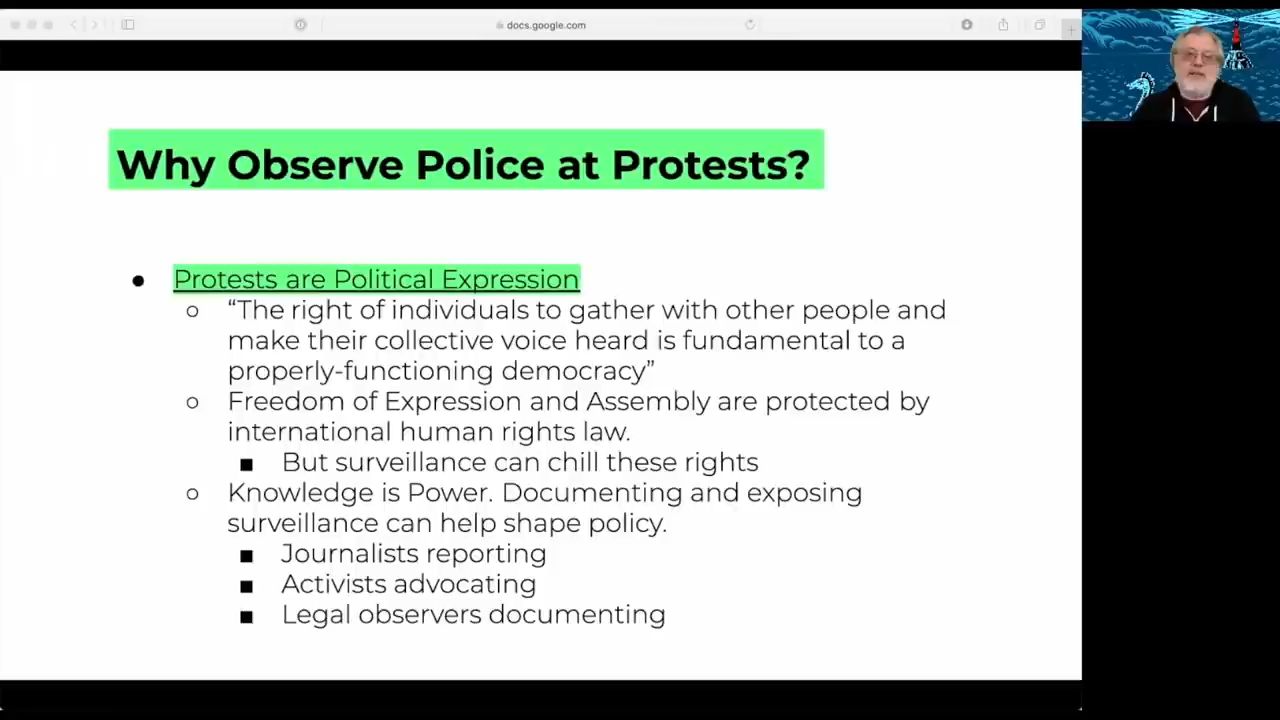 docs.google.com
Why Observe Police at Protests?
● Protests are Political Expression
○ “The right of individuals to gather with other people and
make their collective voice heard is fundamental to a
properly-functioning democracy”
○ Freedom of Expression and Assembly are protected by
international human rights law.
■ But surveillance can chill these rights
○ Knowledge is Power. Documenting and exposing
surveillance can help shape policy.
■ Journalists reporting
■ Activists advocating
■ Legal observers documenting